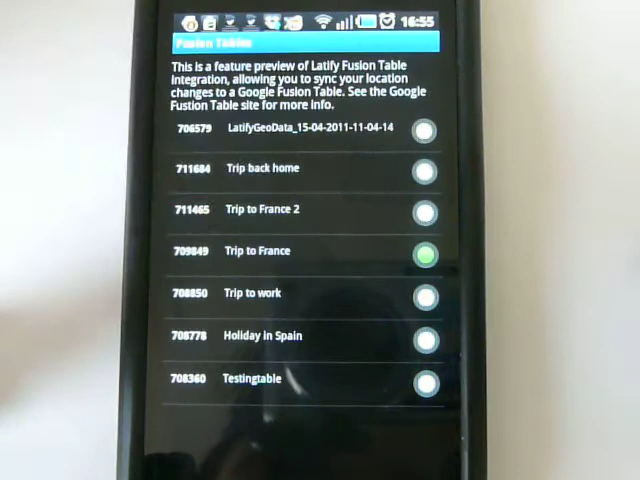 16:55
Fusion Tables
This is a feature preview of Latify Fusion Table
Integration, allowing you to sync your location
changes to a Google Fusion Table. See the Google
Fustion Table site for more info.
706579 LatifyGeoData_15-04-2011-11-04-14
711684 Trip back home
711465 Trip to France 2
709849 Trip to France
708850 Trip to work
708778 Holiday in Spain
708360 Testingtable